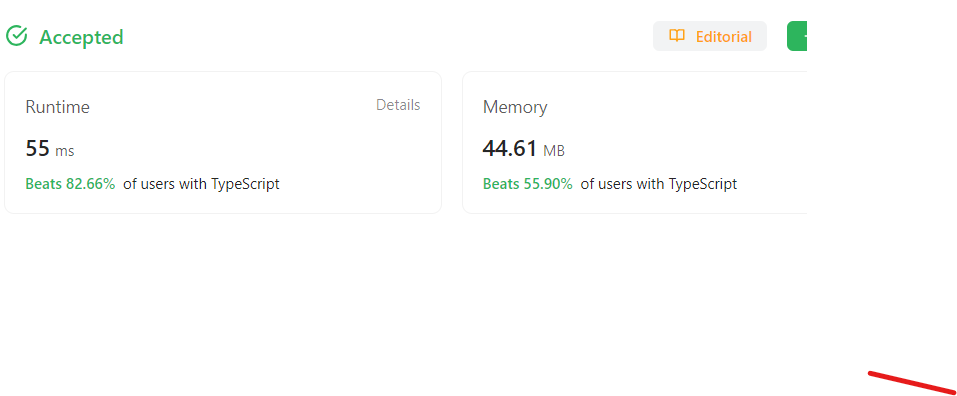 Accepted
Editorial
Runtime
Details
55 ms
Beats 82.66% of users with TypeScript
Memory
44.61 MB
Beats 55.90% of users with TypeScript